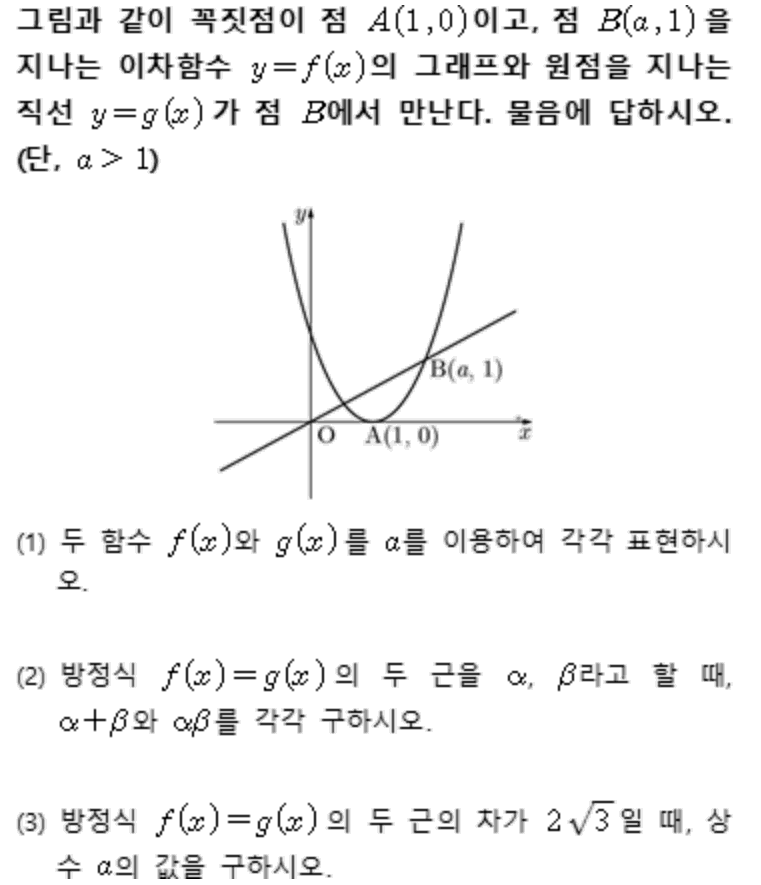 그림과 같이 꼭짓점이 점 A(1,0)이고, 점 B(a,1)을
지나는 이차함수 y=f(x)의 그래프와 원점을 지나는
직선 y=g(x)가 점 B에서 만난다. 물음에 답하시오.
(단, a> 1)
y
B(a, 1)
O A(1, 0) x
(1) 두 함수 f(x)와 g(x)를 a를 이용하여 각각 표현하시
오.
(2) 방정식 f(x)=g(x)의 두 근을 α, β라고 할 때,
α+β와 αβ를 각각 구하시오.
(3) 방정식 f(x)=g(x)의 두 근의 차가 2√3일 때, 상
수 a의 값을 구하시오.